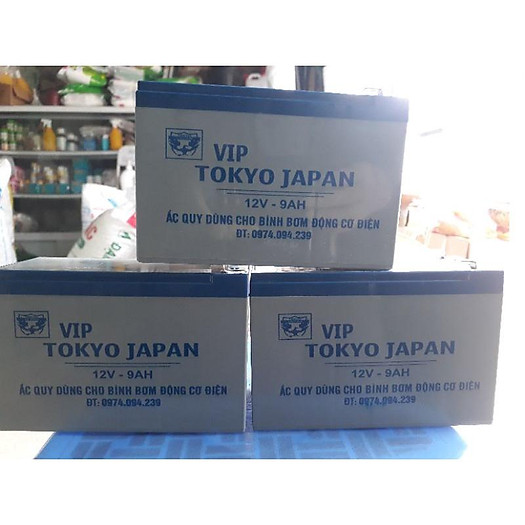 VIP
TOKYO JAPAN
12V - 9AH
ẮC QUY DÙNG CHO BÌNH BƠM ĐỘNG CƠ ĐIỆN
ĐT: 0974.094.239
VIP
TOKYO JAPAN
12V - 9AH
ẮC QUY DÙNG CHO BÌNH BƠM ĐỘNG CƠ ĐIỆN
ĐT: 0974.094.239
VIP
TOKYO JAPAN
12V - 9AH
ẮC QUY DÙNG CHO BÌNH BƠM ĐỘNG CƠ ĐIỆN
ĐT: 0974.094.239